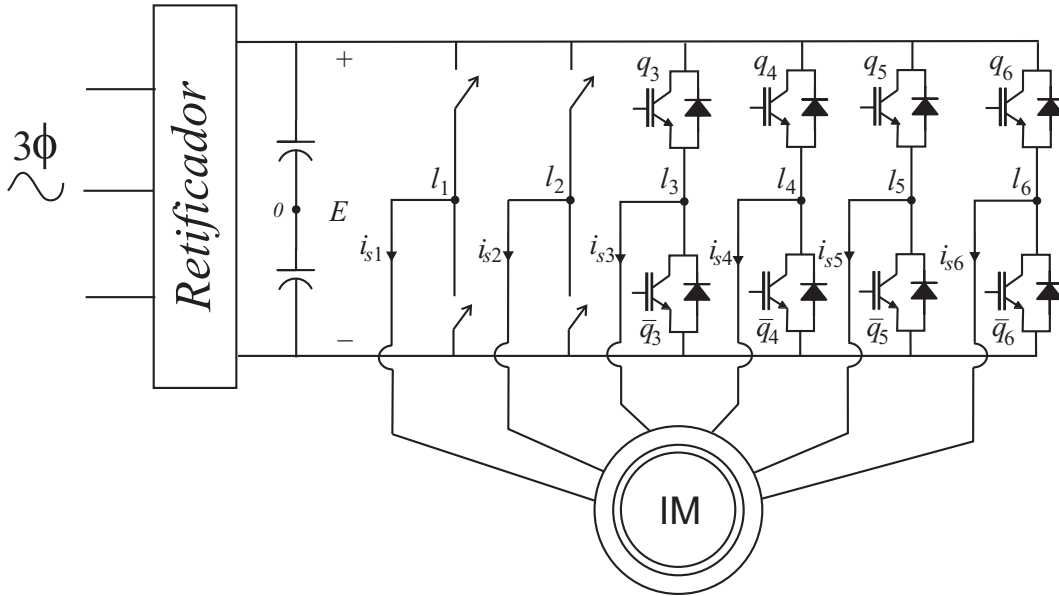 3ϕ
Retificador
+
0
E
−
l1
l2
l3
l4
l5
l6
q3
q4
q5
q6
is1
is2
is3
is4
is5
is6
q̅3
q̅4
q̅5
q̅6
IM